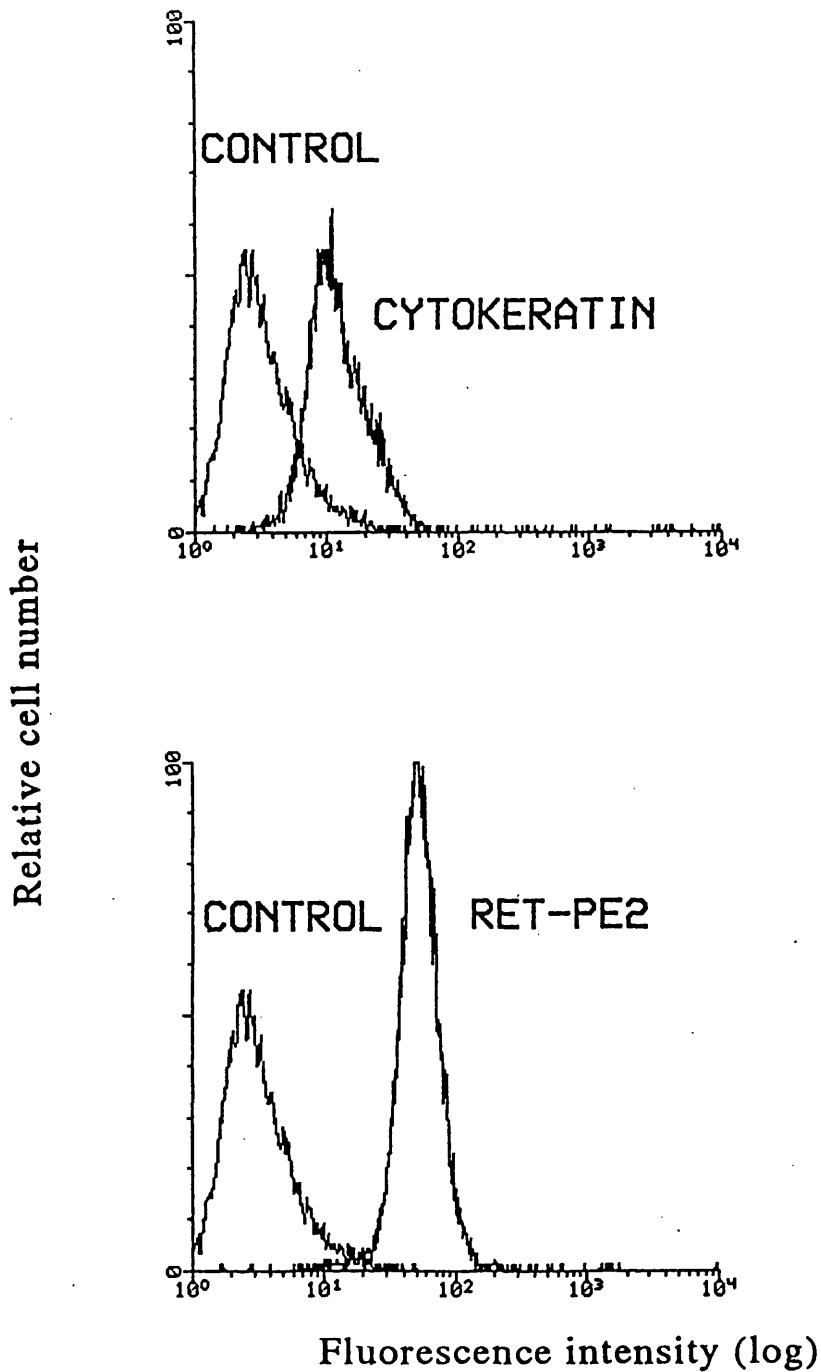 100
CONTROL
CYTOKERATIN
0
10⁰ 10¹ 10² 10³ 10⁴
Relative cell number
100
CONTROL RET-PE2
0
10⁰ 10¹ 10² 10³ 10⁴
Fluorescence intensity (log)